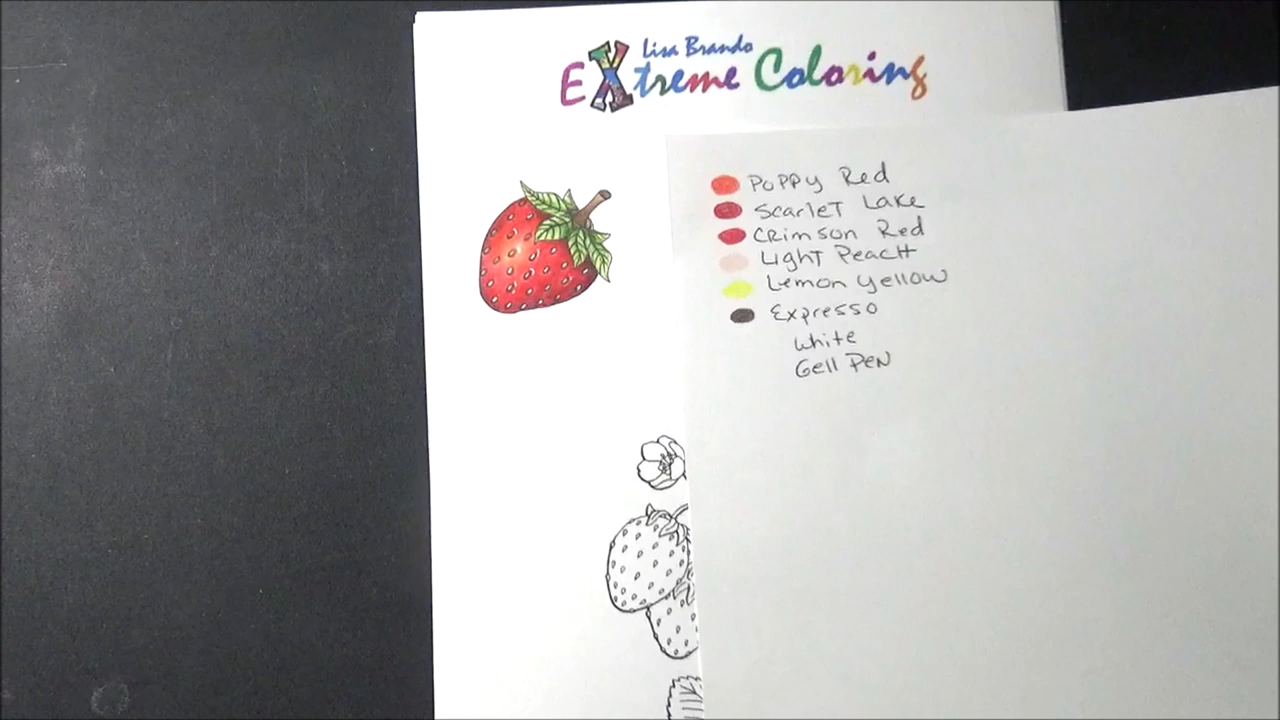 Lisa Brando
EXtreme Coloring
Poppy Red
Scarlet Lake
Crimson Red
Light Peach
Lemon Yellow
Expresso
White
Gell Pen